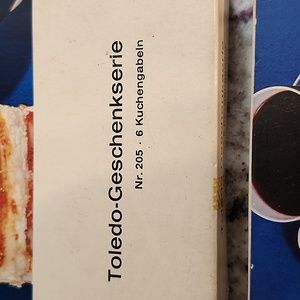 Toledo-Geschenkserie
Nr. 205 · 6 Kuchengabeln